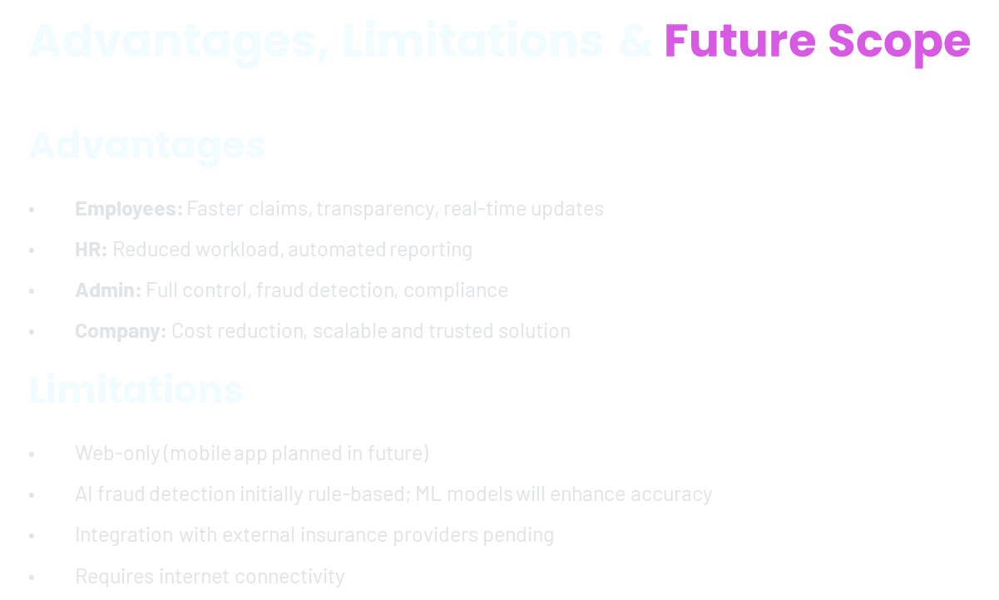 Advantages, Limitations & Future Scope
Advantages
• Employees: Faster claims, transparency, real-time updates
• HR: Reduced workload, automated reporting
• Admin: Full control, fraud detection, compliance
• Company: Cost reduction, scalable and trusted solution
Limitations
• Web-only (mobile app planned in future)
• AI fraud detection initially rule-based; ML models will enhance accuracy
• Integration with external insurance providers pending
• Requires internet connectivity